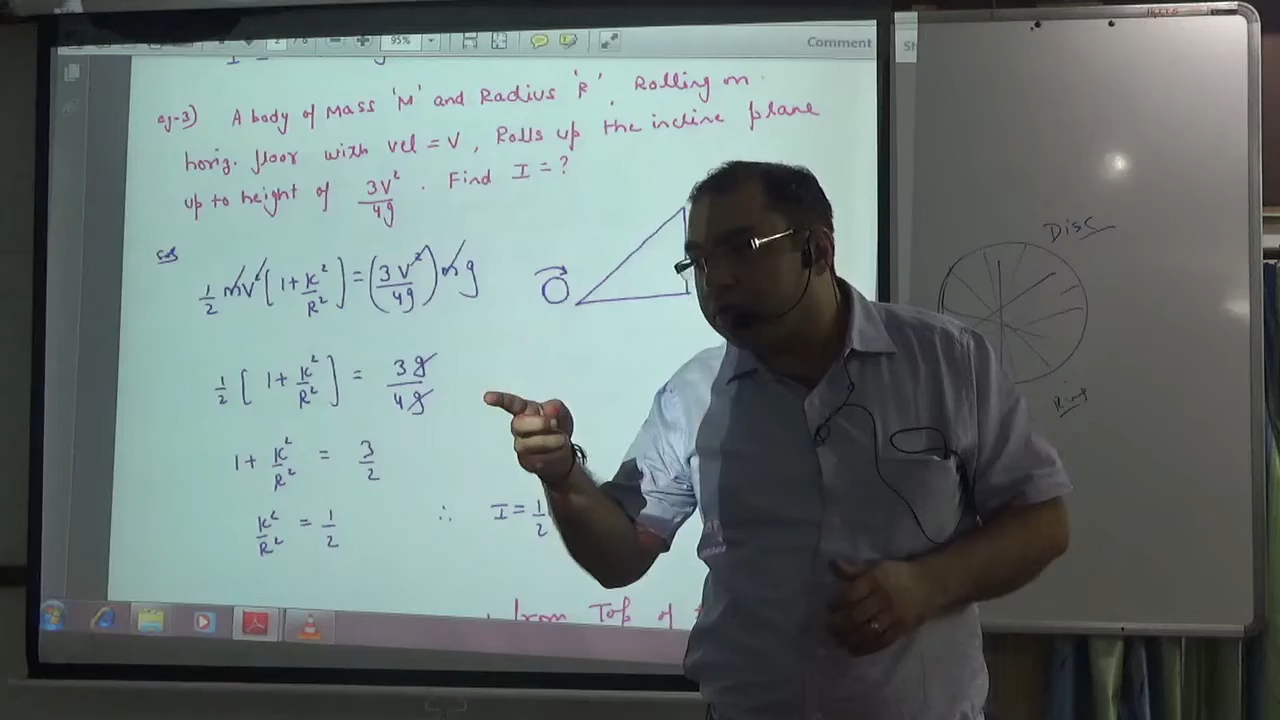 95%
Comment
Sh
eg-3) A body of Mass 'M' and Radius 'R', Rolling on
horiz. floor with vel = V, Rolls up the incline plane
up to height of 3V²/4g . Find I = ?
Sol
1/2 mv² [1 + K²/R²] = (3V²/4g) mg
1/2 [1 + K²/R²] = 3g/4g
1 + K²/R² = 3/2
K²/R² = 1/2 ∴ I = 1/2
from Top of
Disc
Ring